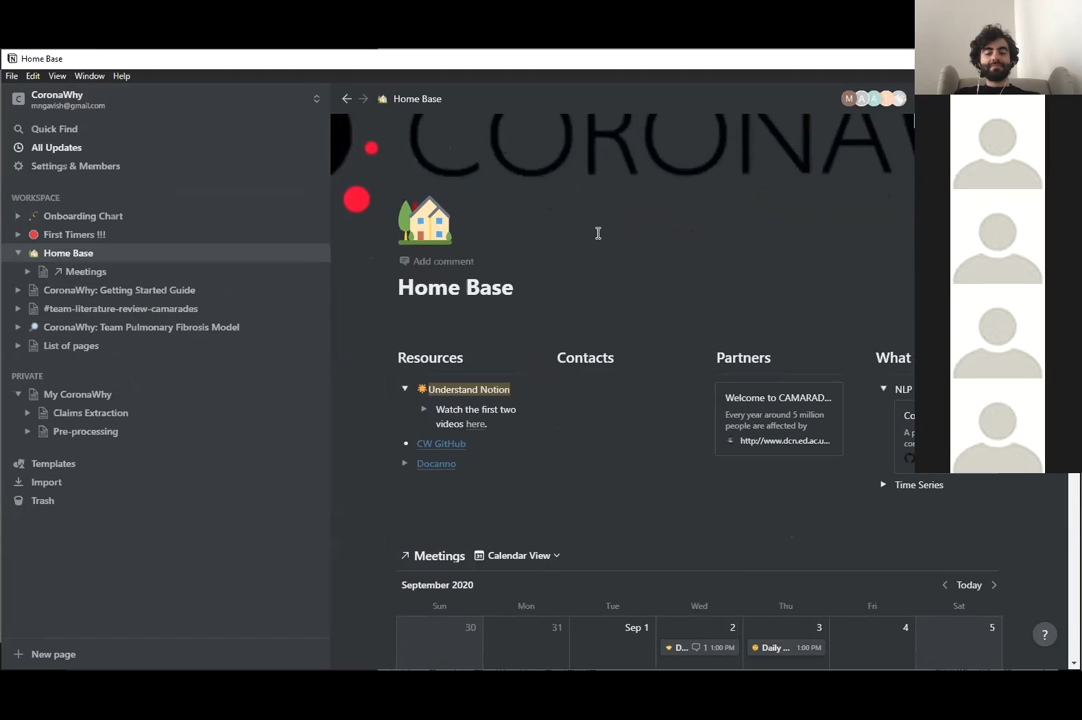 Home Base
File Edit View Window Help
CoronaWhy
mngavish@gmail.com
Quick Find
All Updates
Settings & Members
WORKSPACE
Onboarding Chart
First Timers !!!
Home Base
Meetings
CoronaWhy: Getting Started Guide
#team-literature-review-camarades
CoronaWhy: Team Pulmonary Fibrosis Model
List of pages
PRIVATE
My CoronaWhy
Claims Extraction
Pre-processing
Templates
Import
Trash
New page
Home Base
M A A
CORONAW
Add comment
Home Base
Resources
Understand Notion
Watch the first two
videos here.
CW GitHub
Docanno
Contacts
Partners
Welcome to CAMARAD...
Every year around 5 million
people are affected by
http://www.dcn.ed.ac.u...
What
NLP
Co
A p
cor
Time Series
Meetings Calendar View
September 2020 Today
Sun Mon Tue Wed Thu Fri Sat
30 31 Sep 1 2 3 4 5
D... 1 1:00 PM Daily ... 1:00 PM
?